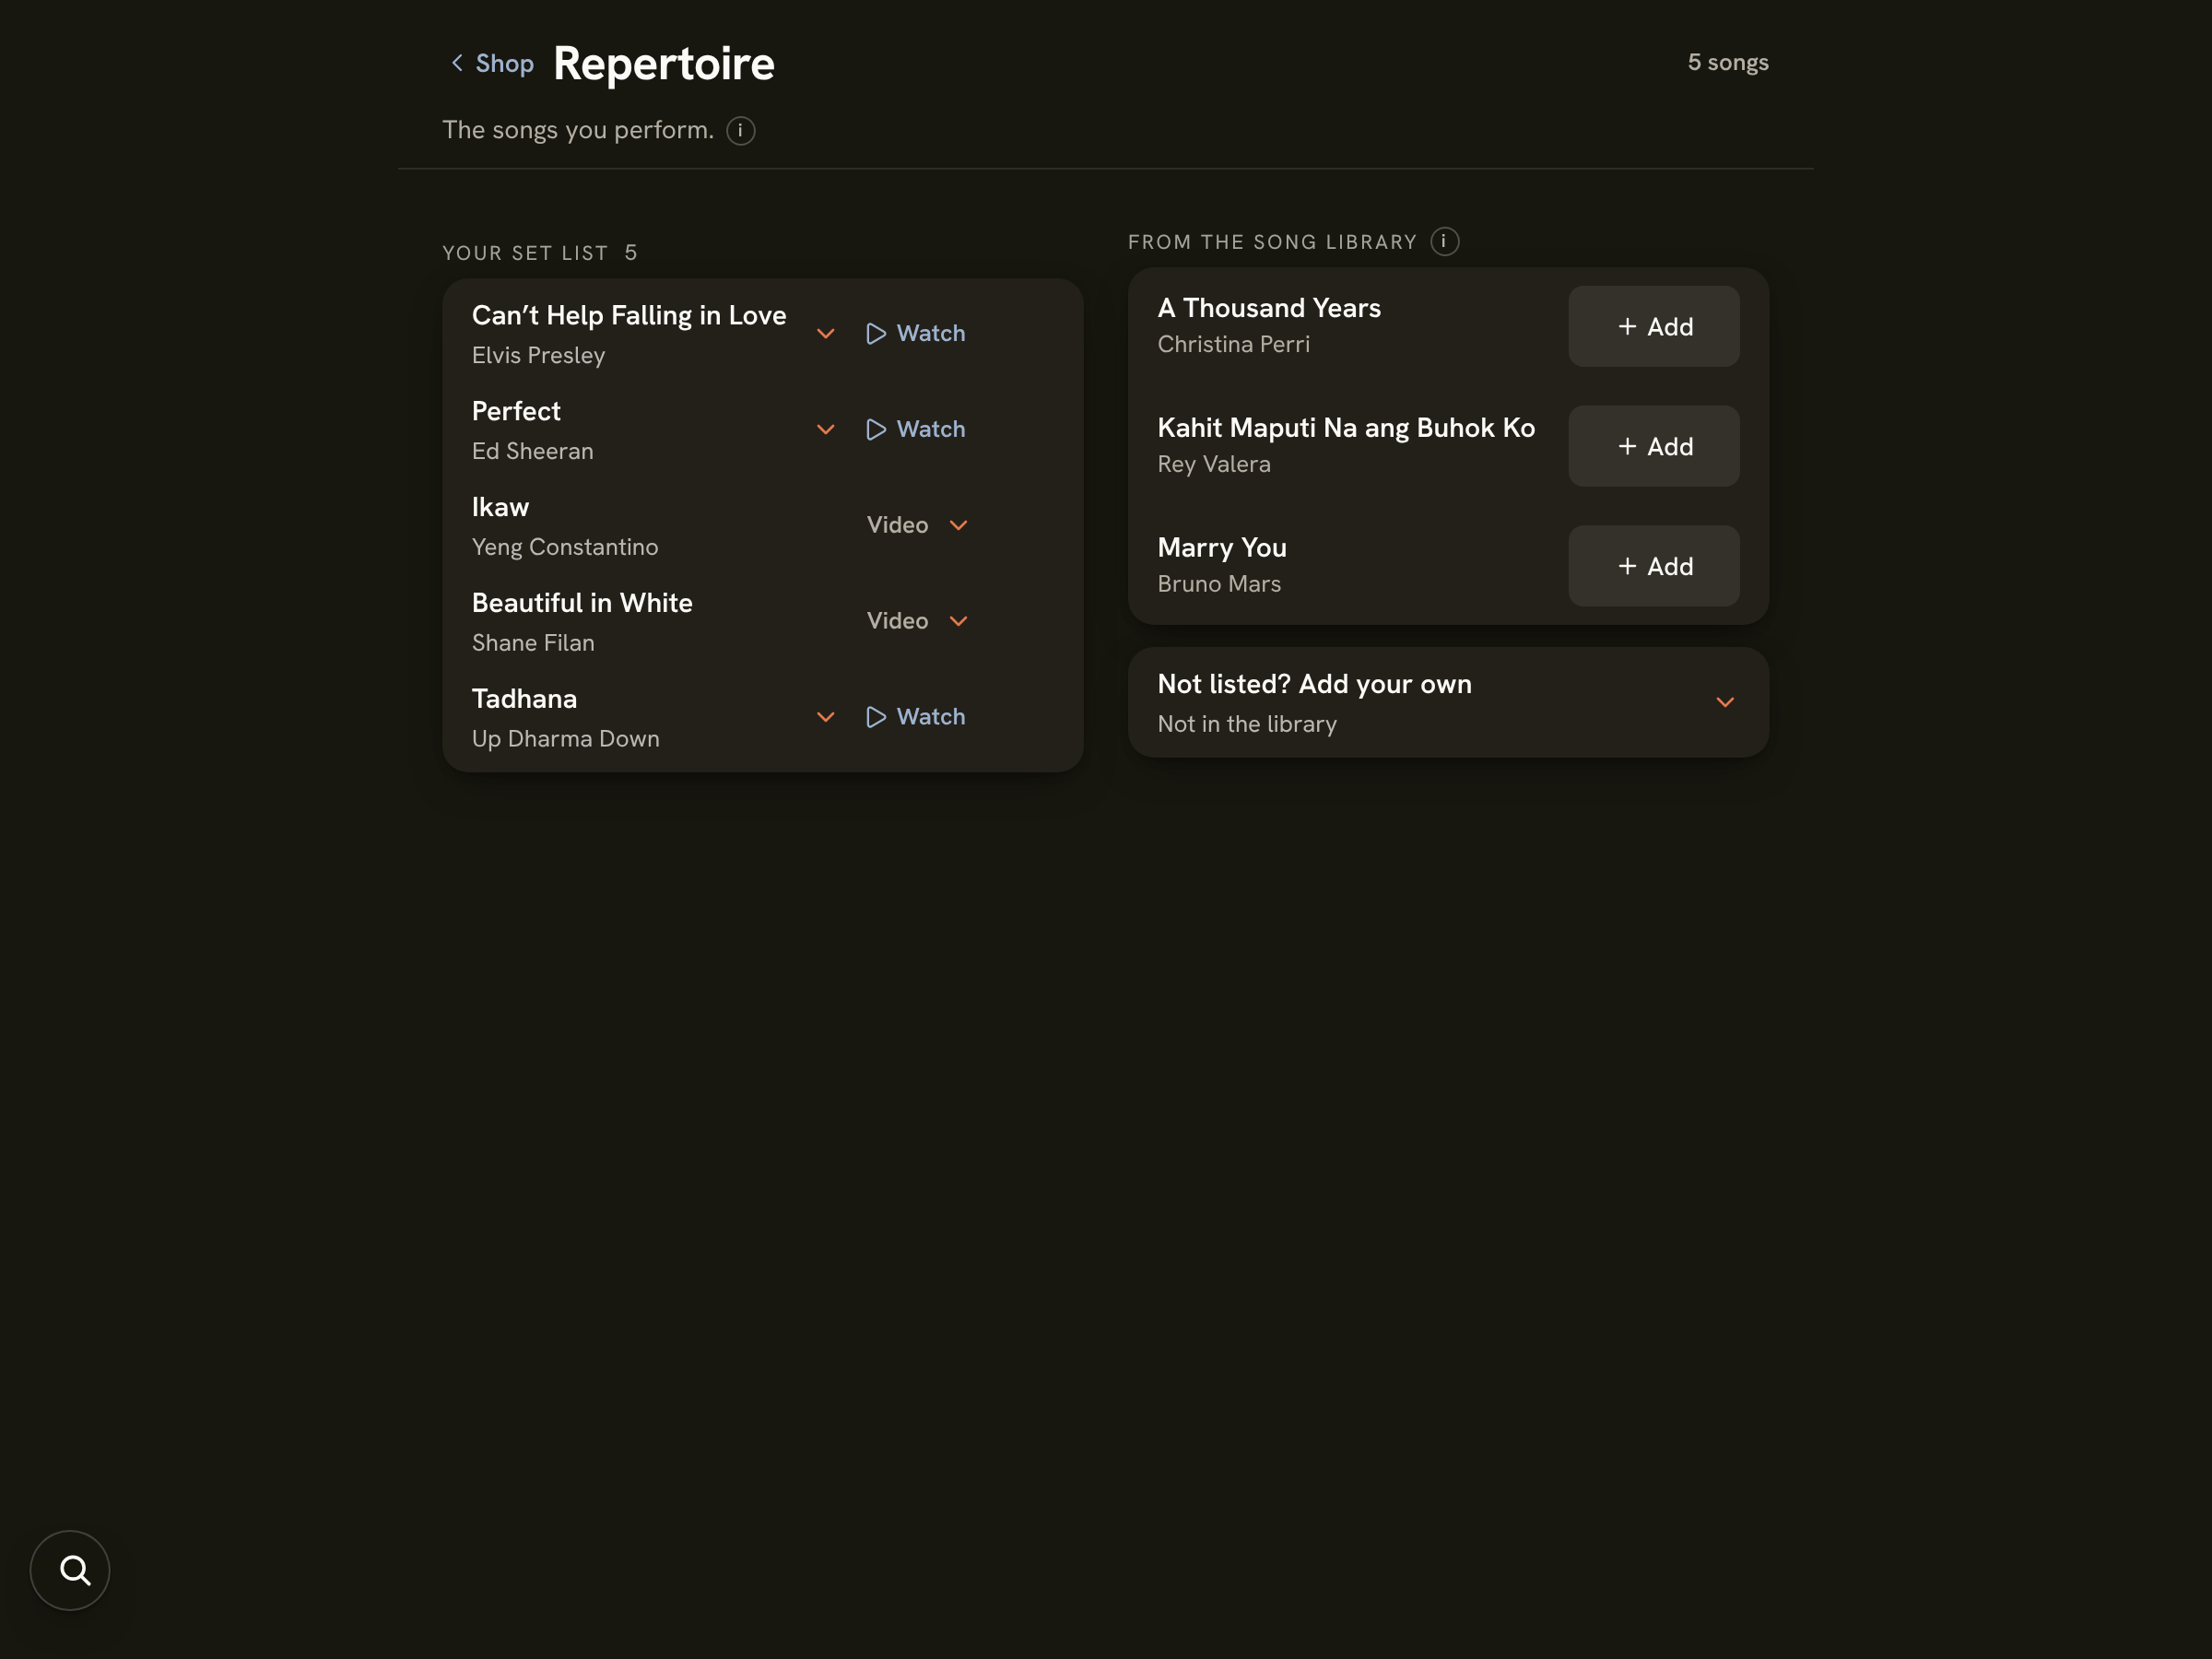 Shop
Repertoire
5 songs
The songs you perform.
YOUR SET LIST 5
Can’t Help Falling in Love
Elvis Presley
Watch
Perfect
Ed Sheeran
Watch
Ikaw
Yeng Constantino
Video
Beautiful in White
Shane Filan
Video
Tadhana
Up Dharma Down
Watch
FROM THE SONG LIBRARY
A Thousand Years
Christina Perri
+ Add
Kahit Maputi Na ang Buhok Ko
Rey Valera
+ Add
Marry You
Bruno Mars
+ Add
Not listed? Add your own
Not in the library